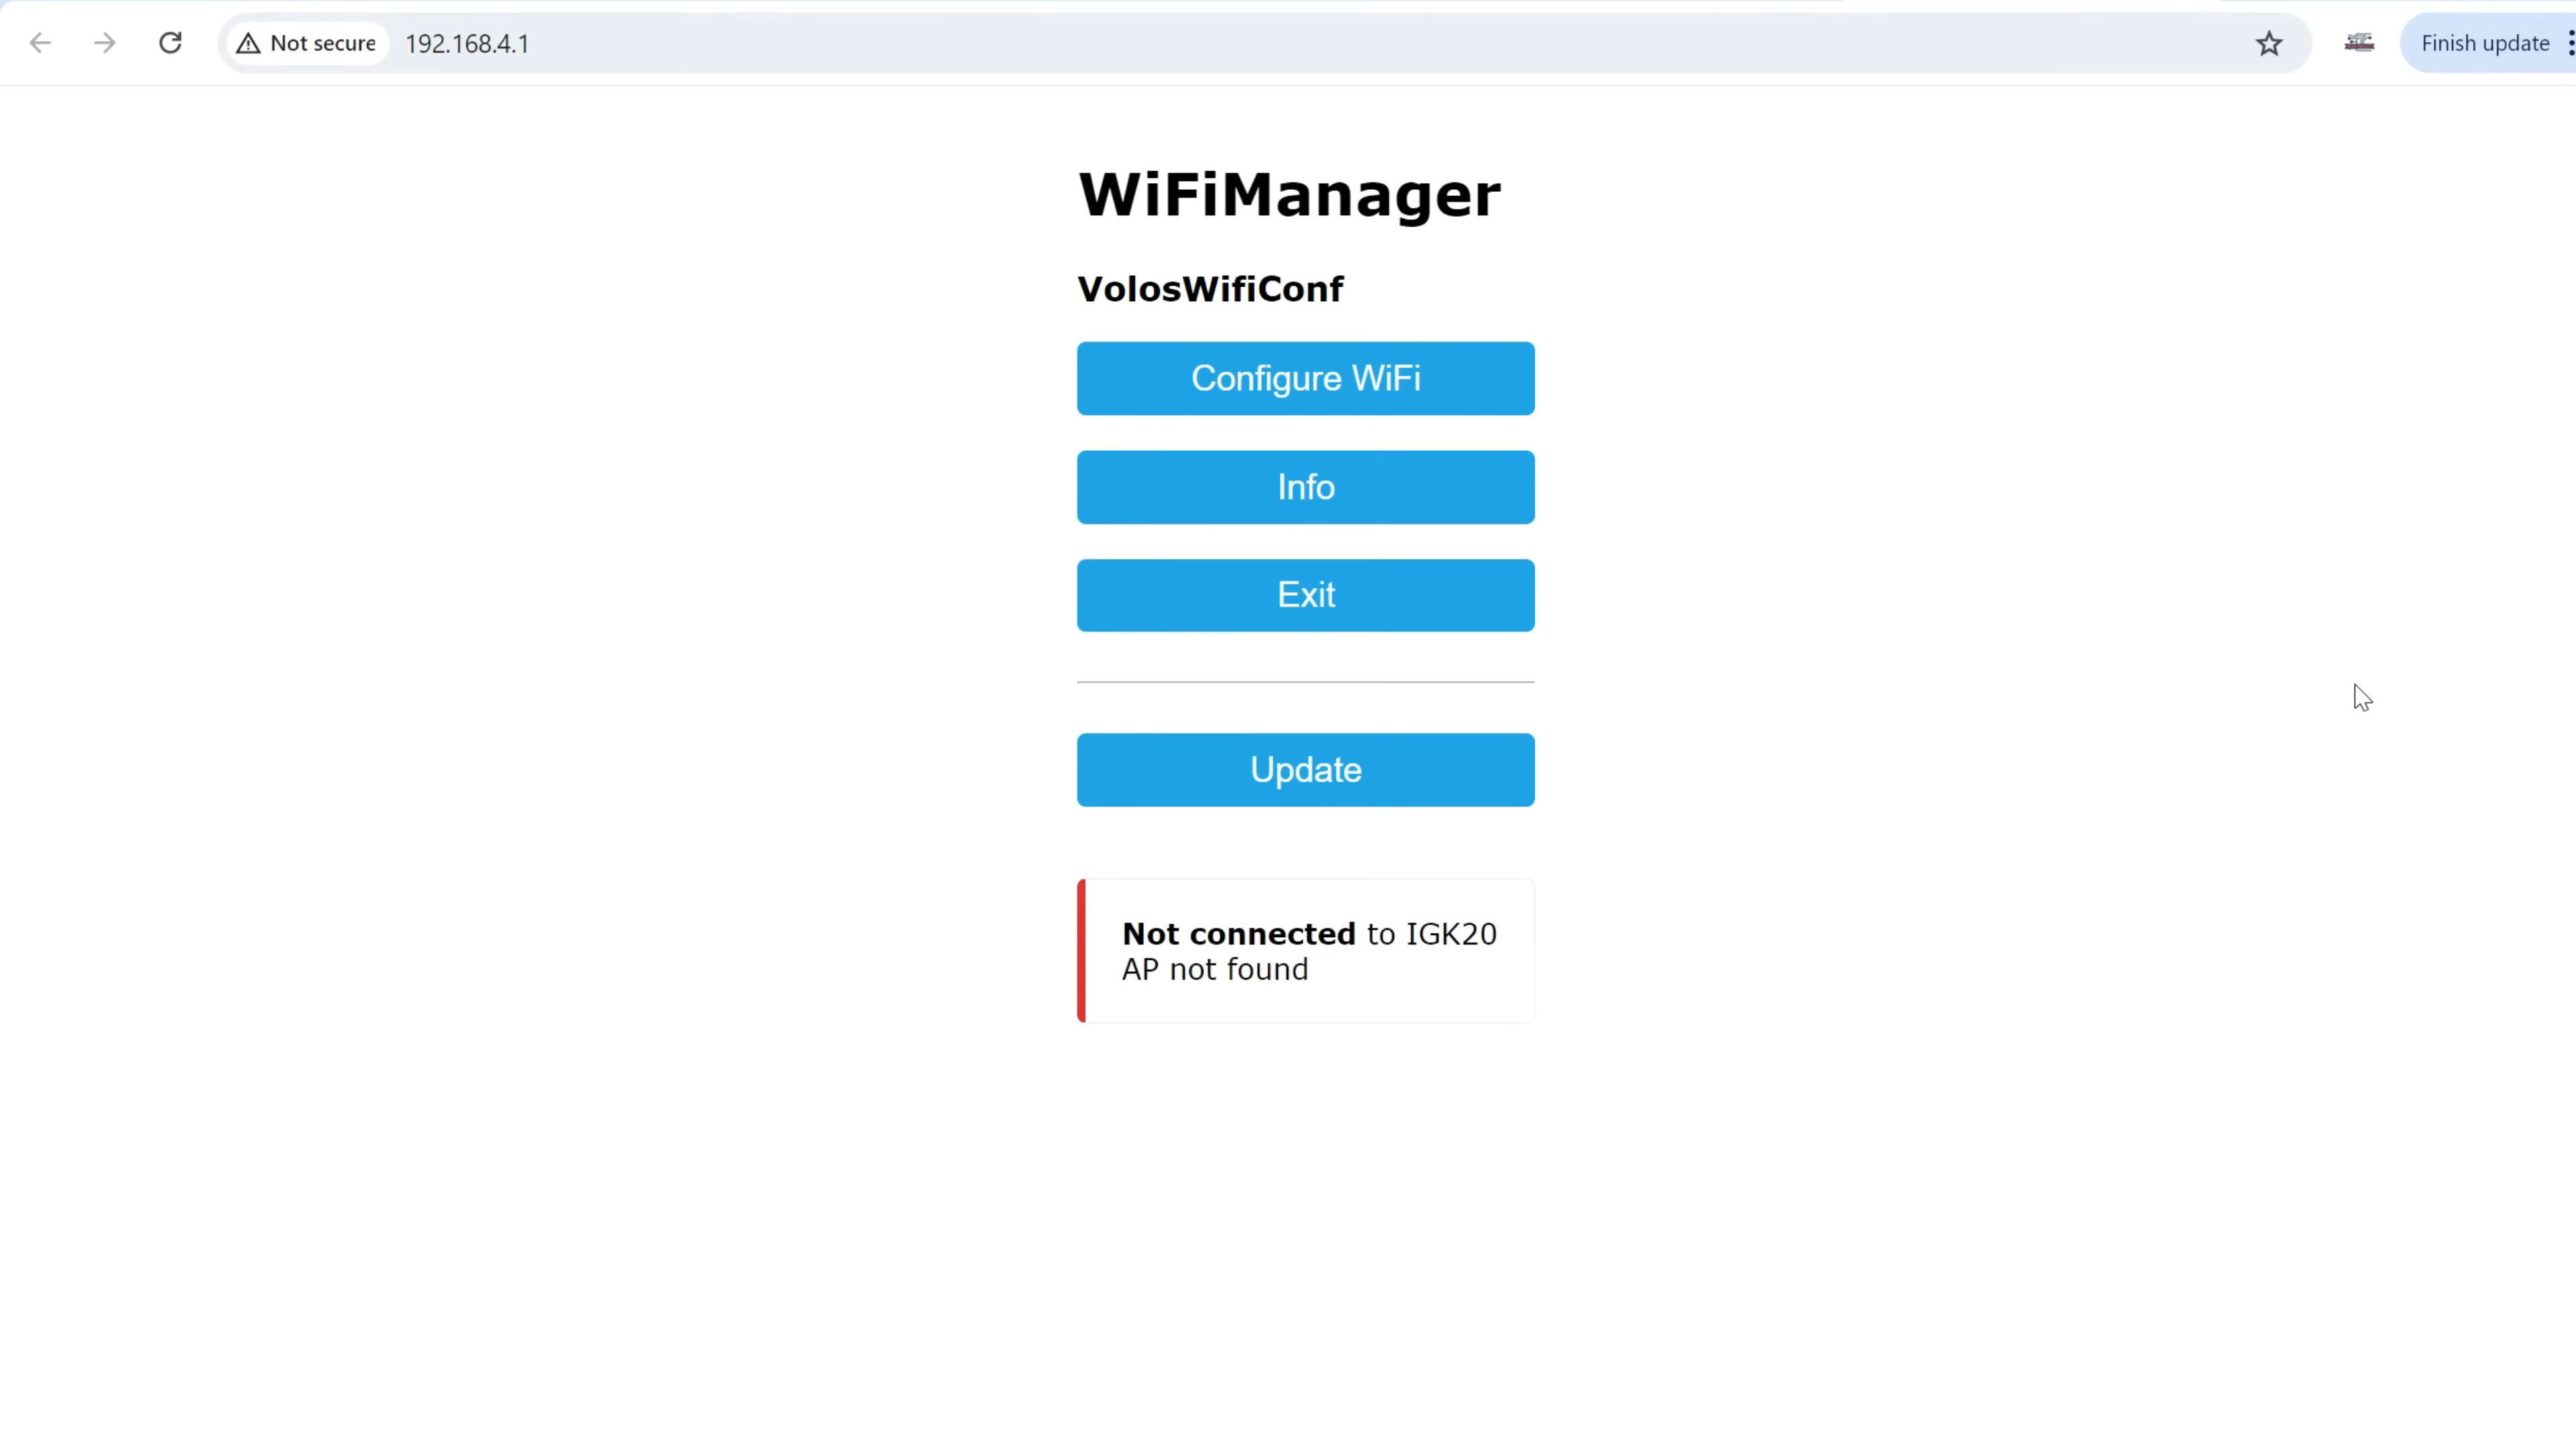 Not secure 192.168.4.1 Finish update
WiFiManager
VolosWifiConf
Configure WiFi
Info
Exit
Update
Not connected to IGK20
AP not found